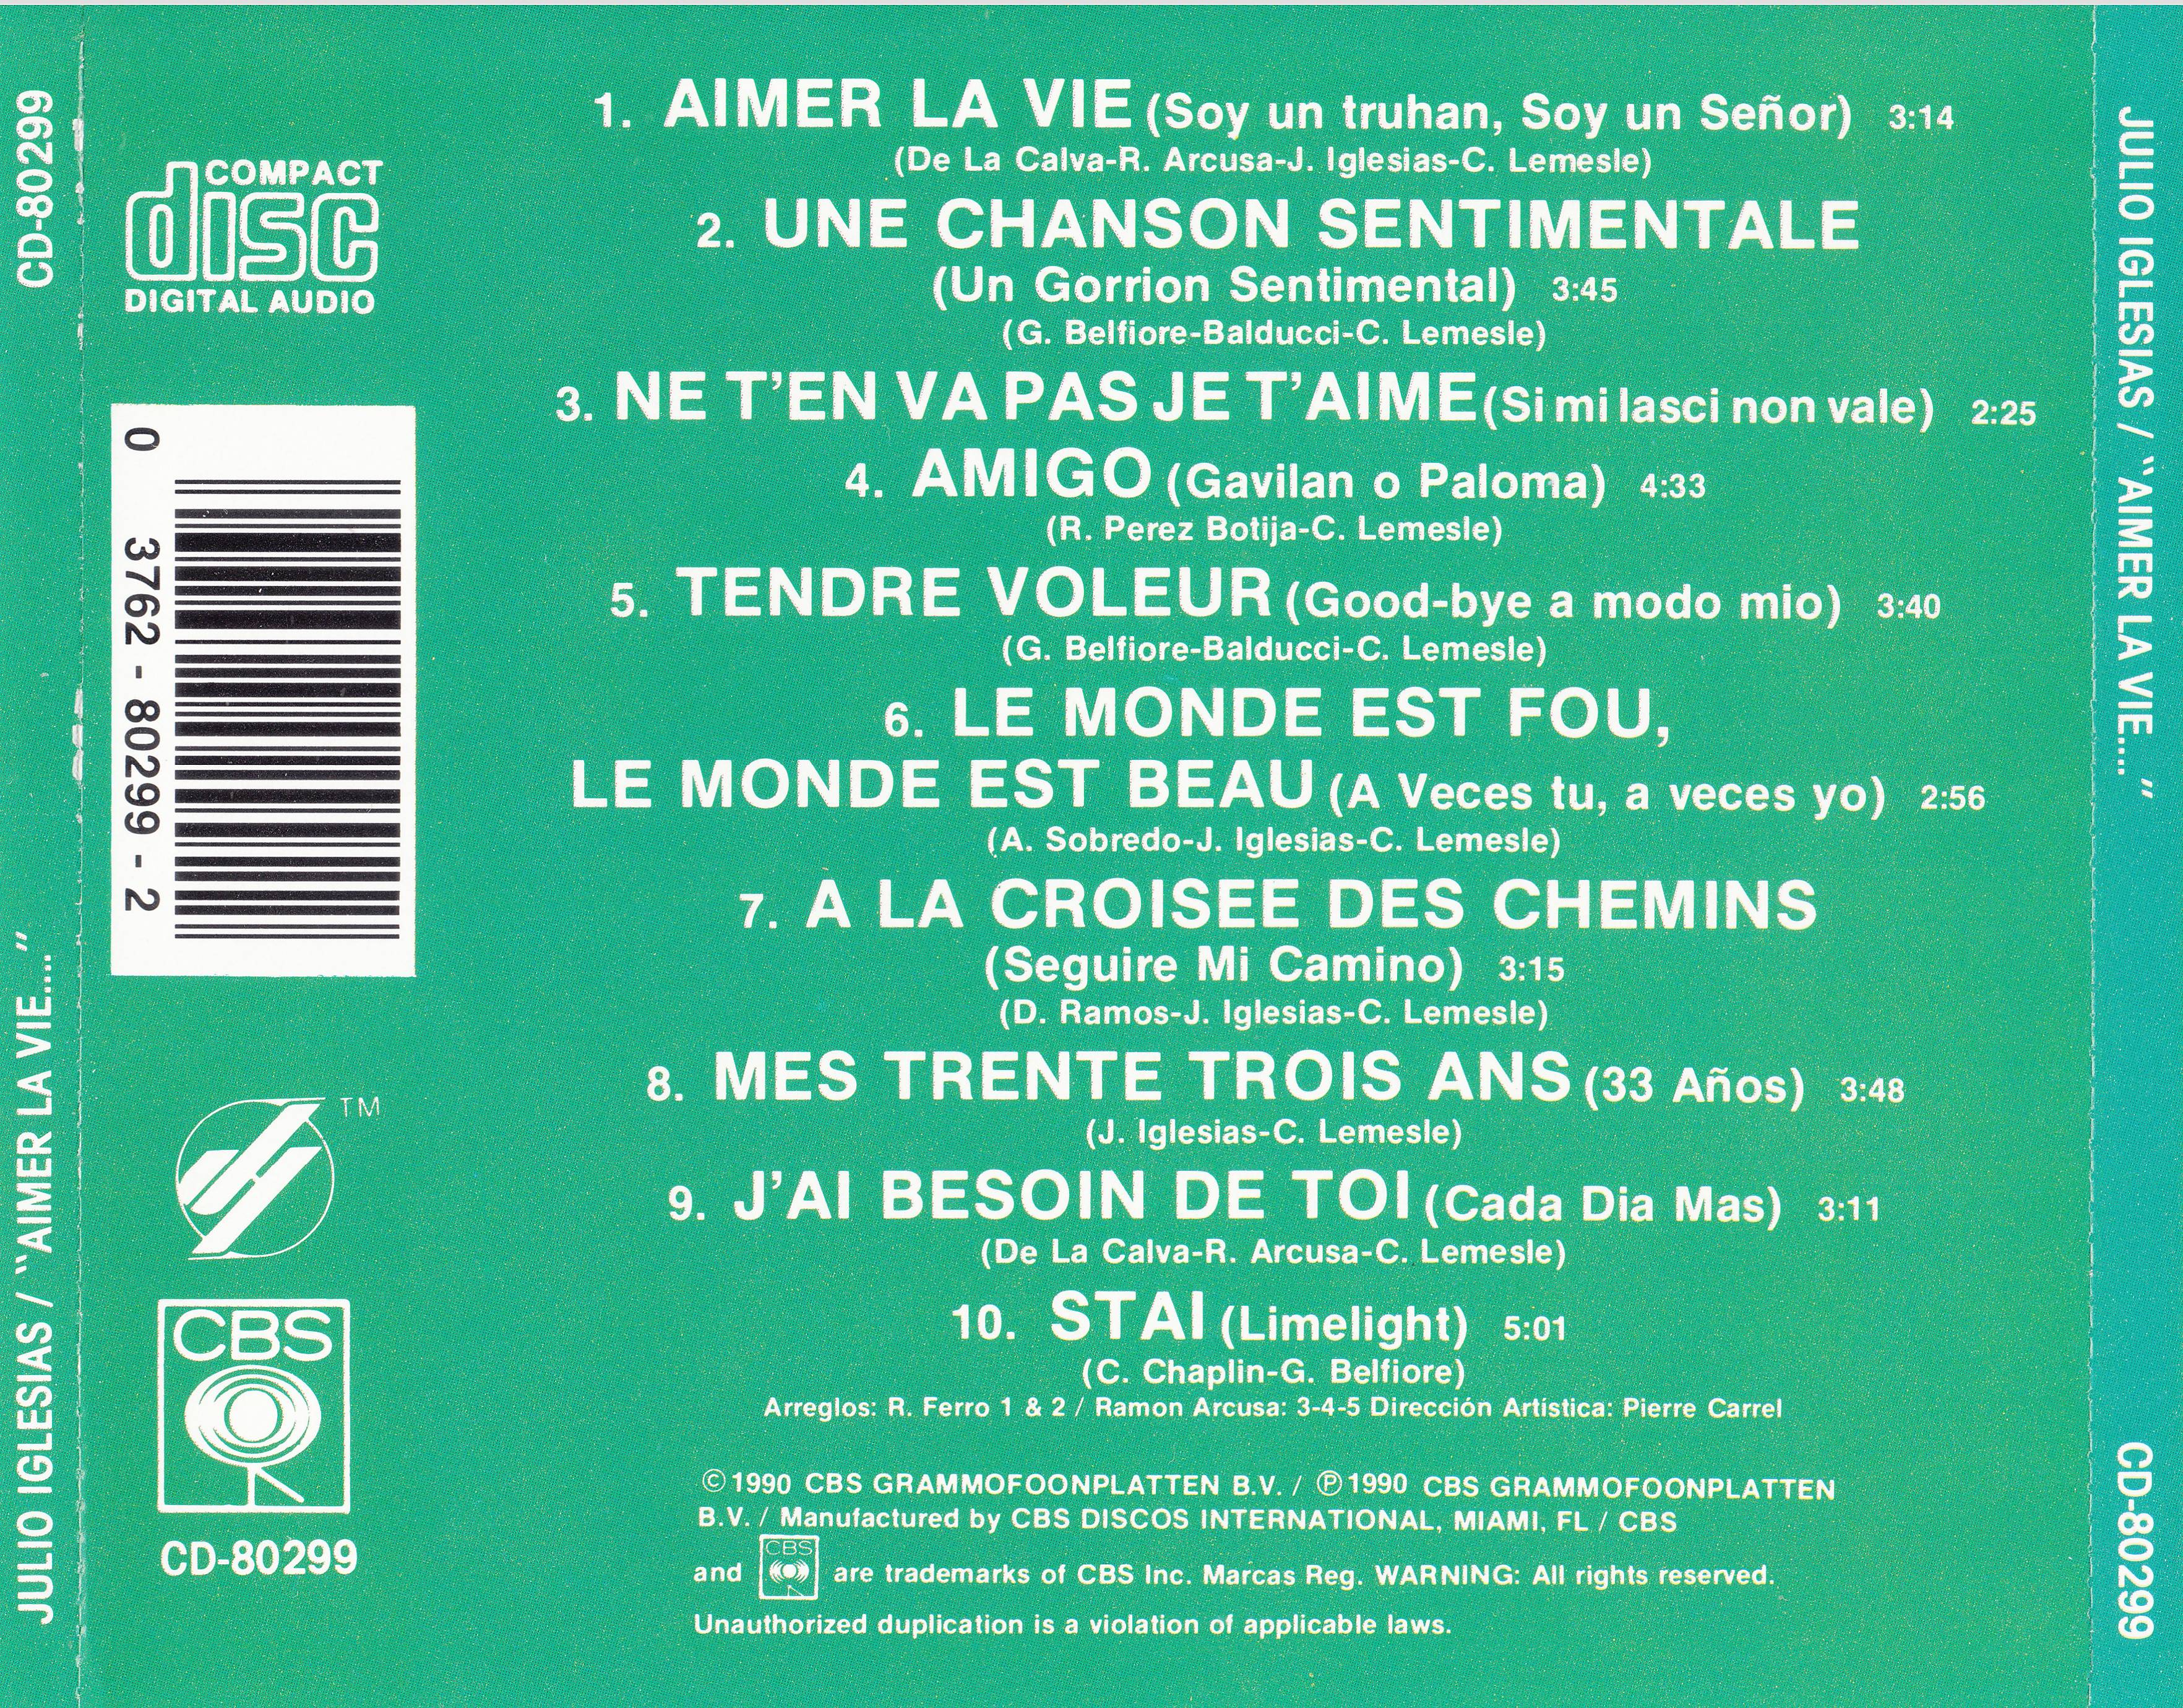 CD-80299
JULIO IGLESIAS / "AIMER LA VIE...."
COMPACT
disc
DIGITAL AUDIO
0 3762 - 80299 - 2
TM
CBS
CD-80299
1. AIMER LA VIE (Soy un truhan, Soy un Señor) 3:14
(De La Calva-R. Arcusa-J. Iglesias-C. Lemesle)
2. UNE CHANSON SENTIMENTALE
(Un Gorrion Sentimental) 3:45
(G. Belfiore-Balducci-C. Lemesle)
3. NE T'EN VA PAS JE T'AIME (Si mi lasci non vale) 2:25
4. AMIGO (Gavilan o Paloma) 4:33
(R. Perez Botija-C. Lemesle)
5. TENDRE VOLEUR (Good-bye a modo mio) 3:40
(G. Belfiore-Balducci-C. Lemesle)
6. LE MONDE EST FOU,
LE MONDE EST BEAU (A Veces tu, a veces yo) 2:56
(A. Sobredo-J. Iglesias-C. Lemesle)
7. A LA CROISEE DES CHEMINS
(Seguire Mi Camino) 3:15
(D. Ramos-J. Iglesias-C. Lemesle)
8. MES TRENTE TROIS ANS (33 Años) 3:48
(J. Iglesias-C. Lemesle)
9. J'AI BESOIN DE TOI (Cada Dia Mas) 3:11
(De La Calva-R. Arcusa-C. Lemesle)
10. STAI (Limelight) 5:01
(C. Chaplin-G. Belfiore)
Arreglos: R. Ferro 1 & 2 / Ramon Arcusa: 3-4-5 Dirección Artística: Pierre Carrel
©1990 CBS GRAMMOFOONPLATTEN B.V. / ℗1990 CBS GRAMMOFOONPLATTEN
B.V. / Manufactured by CBS DISCOS INTERNATIONAL, MIAMI, FL / CBS
and CBS are trademarks of CBS Inc. Marcas Reg. WARNING: All rights reserved.
Unauthorized duplication is a violation of applicable laws.
JULIO IGLESIAS / "AIMER LA VIE.... "
CD-80299